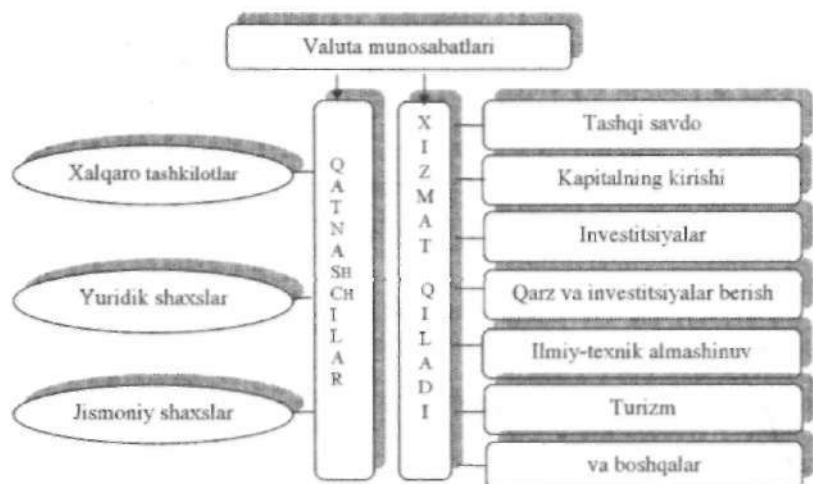 Valuta munosabatlari
Xalqaro tashkilotlar
Yuridik shaxslar
Jismoniy shaxslar
QATNASHCHILAR
XIZMAT QILADI
Tashqi savdo
Kapitalning kirishi
Investitsiyalar
Qarz va investitsiyalar berish
Ilmiy-texnik almashinuv
Turizm
va boshqalar